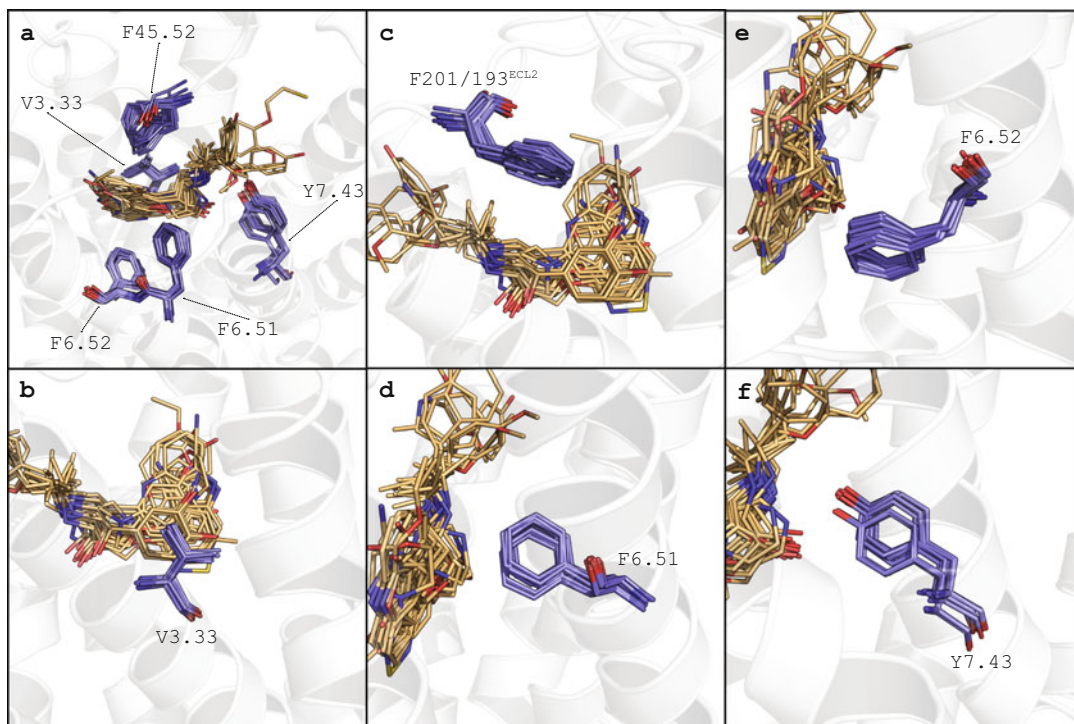 a
F45.52
V3.33
Y7.43
F6.52
F6.51
b
V3.33
c
F201/193ᴱᶜᴸ²
d
F6.51
e
F6.52
f
Y7.43